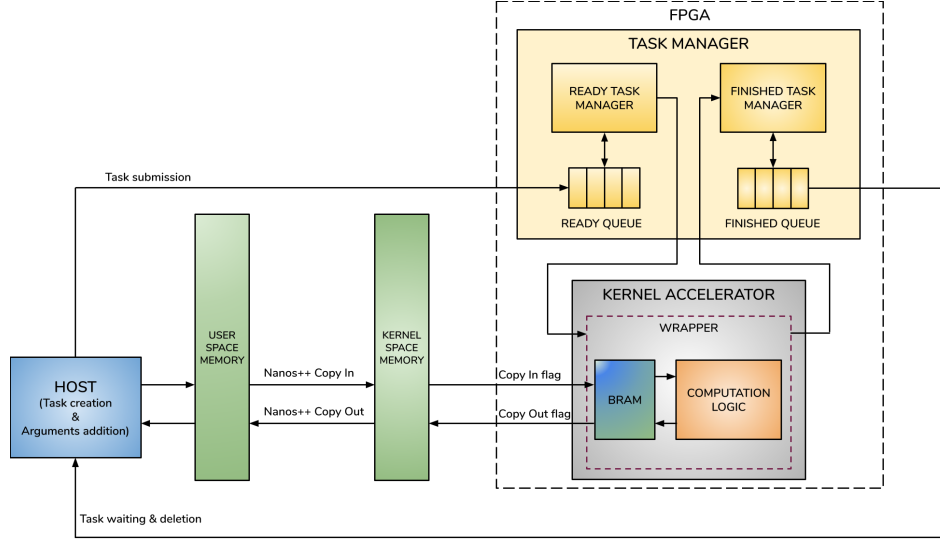 FPGA
TASK MANAGER
READY TASK
MANAGER
FINISHED TASK
MANAGER
Task submission
READY QUEUE
FINISHED QUEUE
KERNEL ACCELERATOR
WRAPPER
USER
SPACE
MEMORY
KERNEL
SPACE
MEMORY
Nanos++ Copy In
Copy In flag
HOST
(Task creation
&
Arguments addition)
BRAM
COMPUTATION
LOGIC
Nanos++ Copy Out
Copy Out flag
Task waiting & deletion